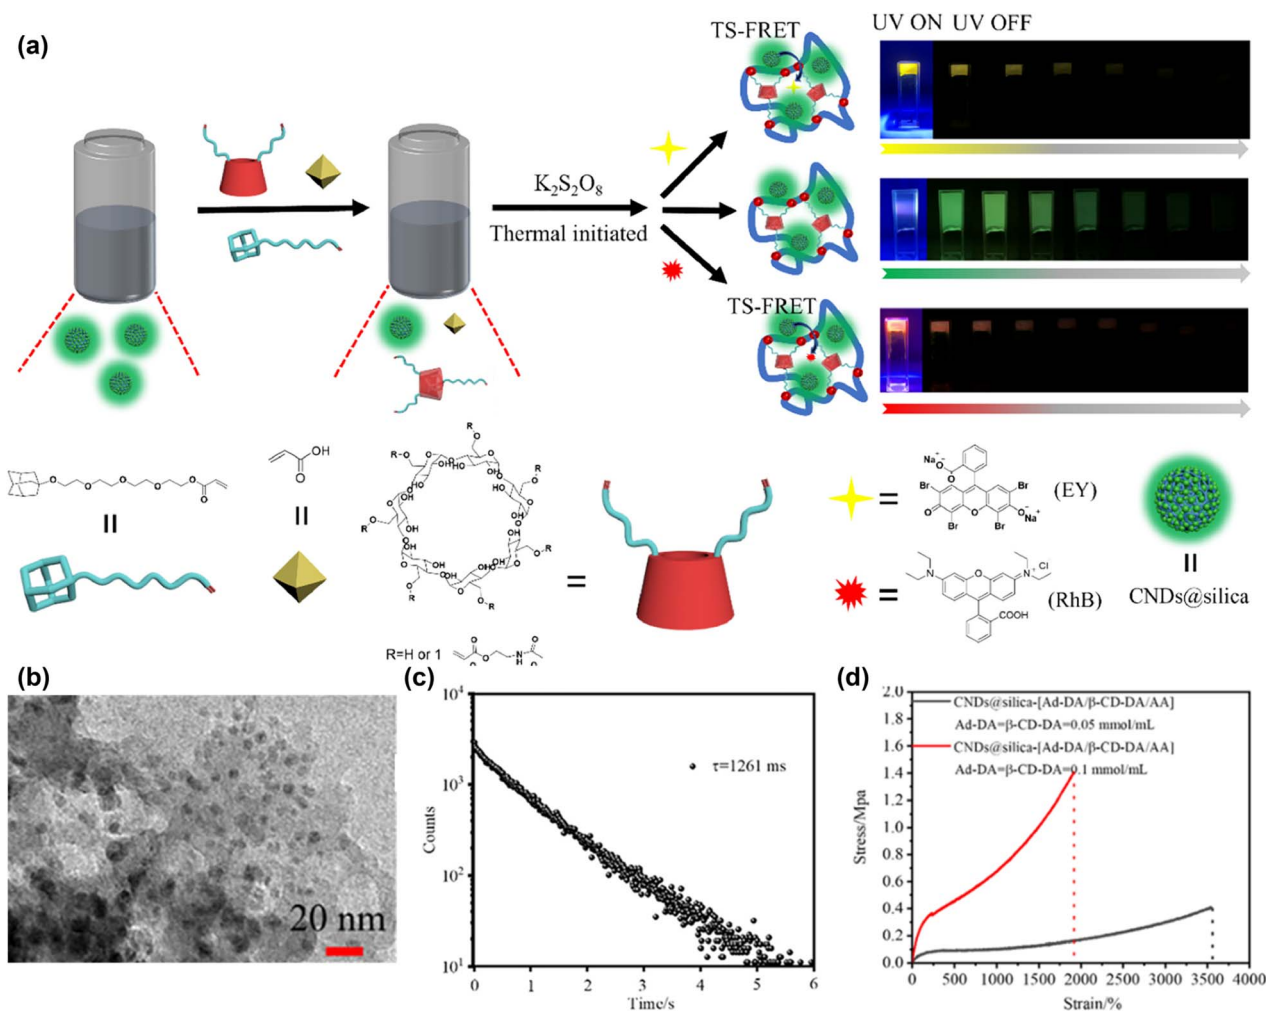 (a)
TS-FRET
UV ON UV OFF
K₂S₂O₈
Thermal initiated
TS-FRET
O
O
O
O
O
O
OH
O
R
O
OH
R=H or 1
O
O
N
H
O
=
=
=
Na⁺
Br
Br
Br
Br
O
O
O⁻
Na⁺
(EY)
=
N
O
N⁺
Cl
COOH
(RhB)
=
CNDs@silica
(b)
20 nm
(c)
10⁴
10³
10²
10¹
Counts
τ=1261 ms
0 1 2 3 4 5 6
Time/s
(d)
2.0
1.8
1.6
1.4
1.2
1.0
0.8
0.6
0.4
0.2
0.0
Stress/Mpa
CNDs@silica-[Ad-DA/β-CD-DA/AA]
Ad-DA=β-CD-DA=0.05 mmol/mL
CNDs@silica-[Ad-DA/β-CD-DA/AA]
Ad-DA=β-CD-DA=0.1 mmol/mL
0 500 1000 1500 2000 2500 3000 3500 4000
Strain/%